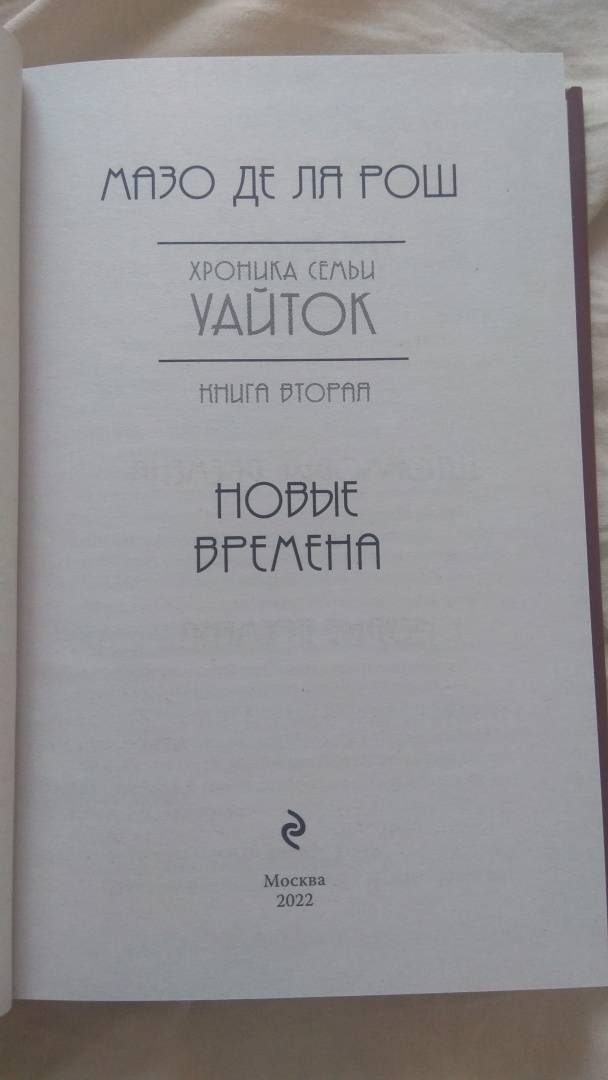 МАЗО ДЕ ЛЯ РОШ
ХРОНИКА СЕМЬИ
УАЙТОК
КНИГА ВТОРАЯ
НОВЫЕ
ВРЕМЕНА
Москва
2022